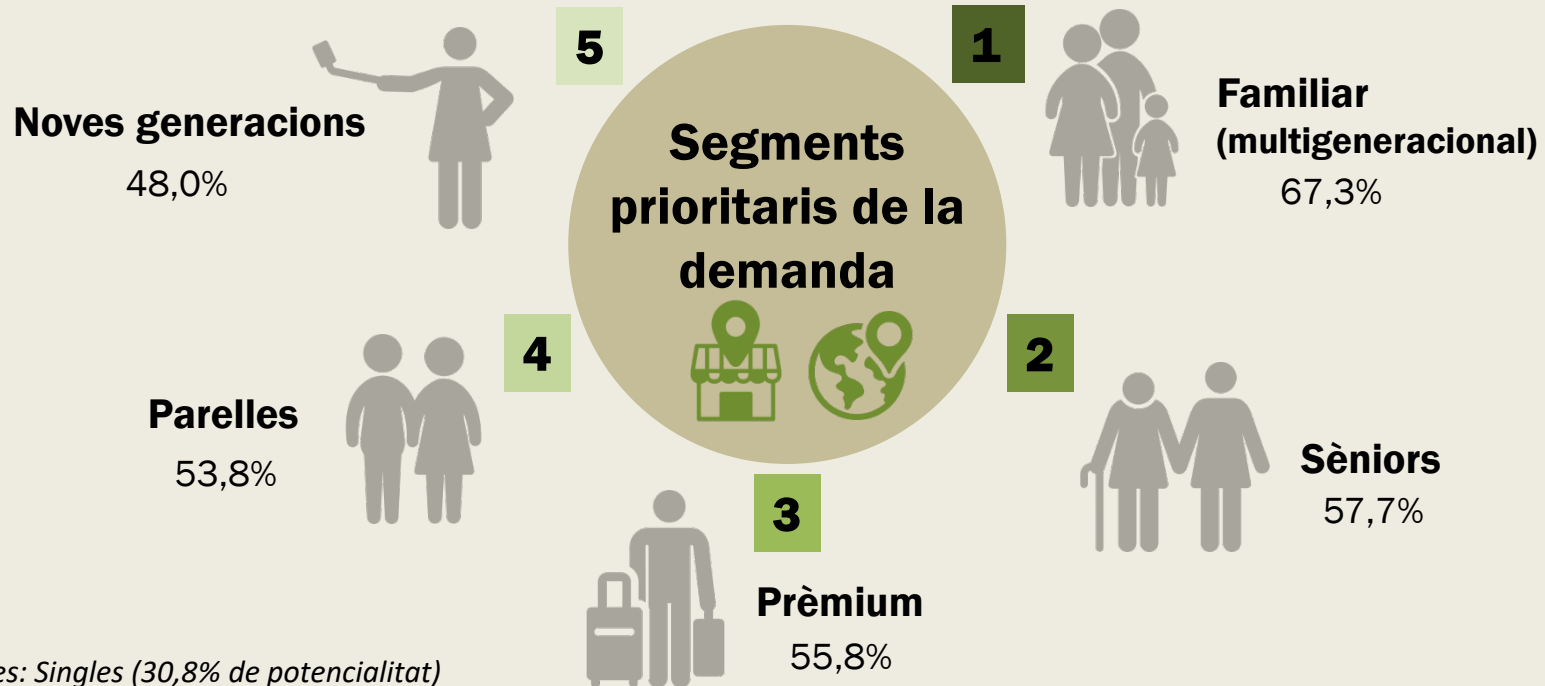 Segments
prioritaris de la
demanda
1
Familiar
(multigeneracional)
67,3%
2
Sèniors
57,7%
3
Prèmium
55,8%
4
Parelles
53,8%
5
Noves generacions
48,0%
Singles (30,8% de potencialitat)